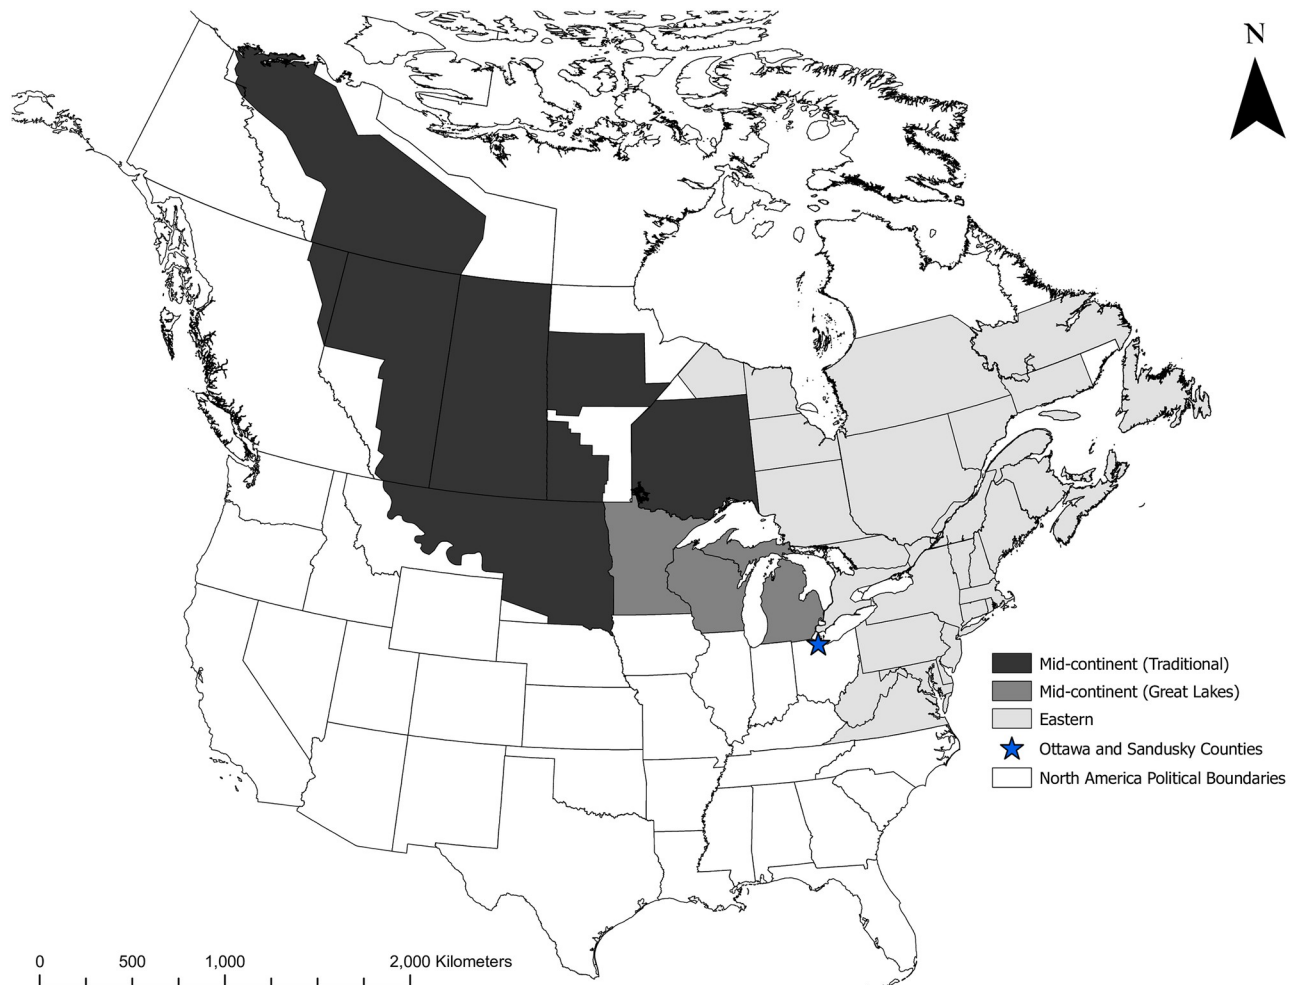 N
Mid-continent (Traditional)
Mid-continent (Great Lakes)
Eastern
Ottawa and Sandusky Counties
North America Political Boundaries
0 500 1,000 2,000 Kilometers